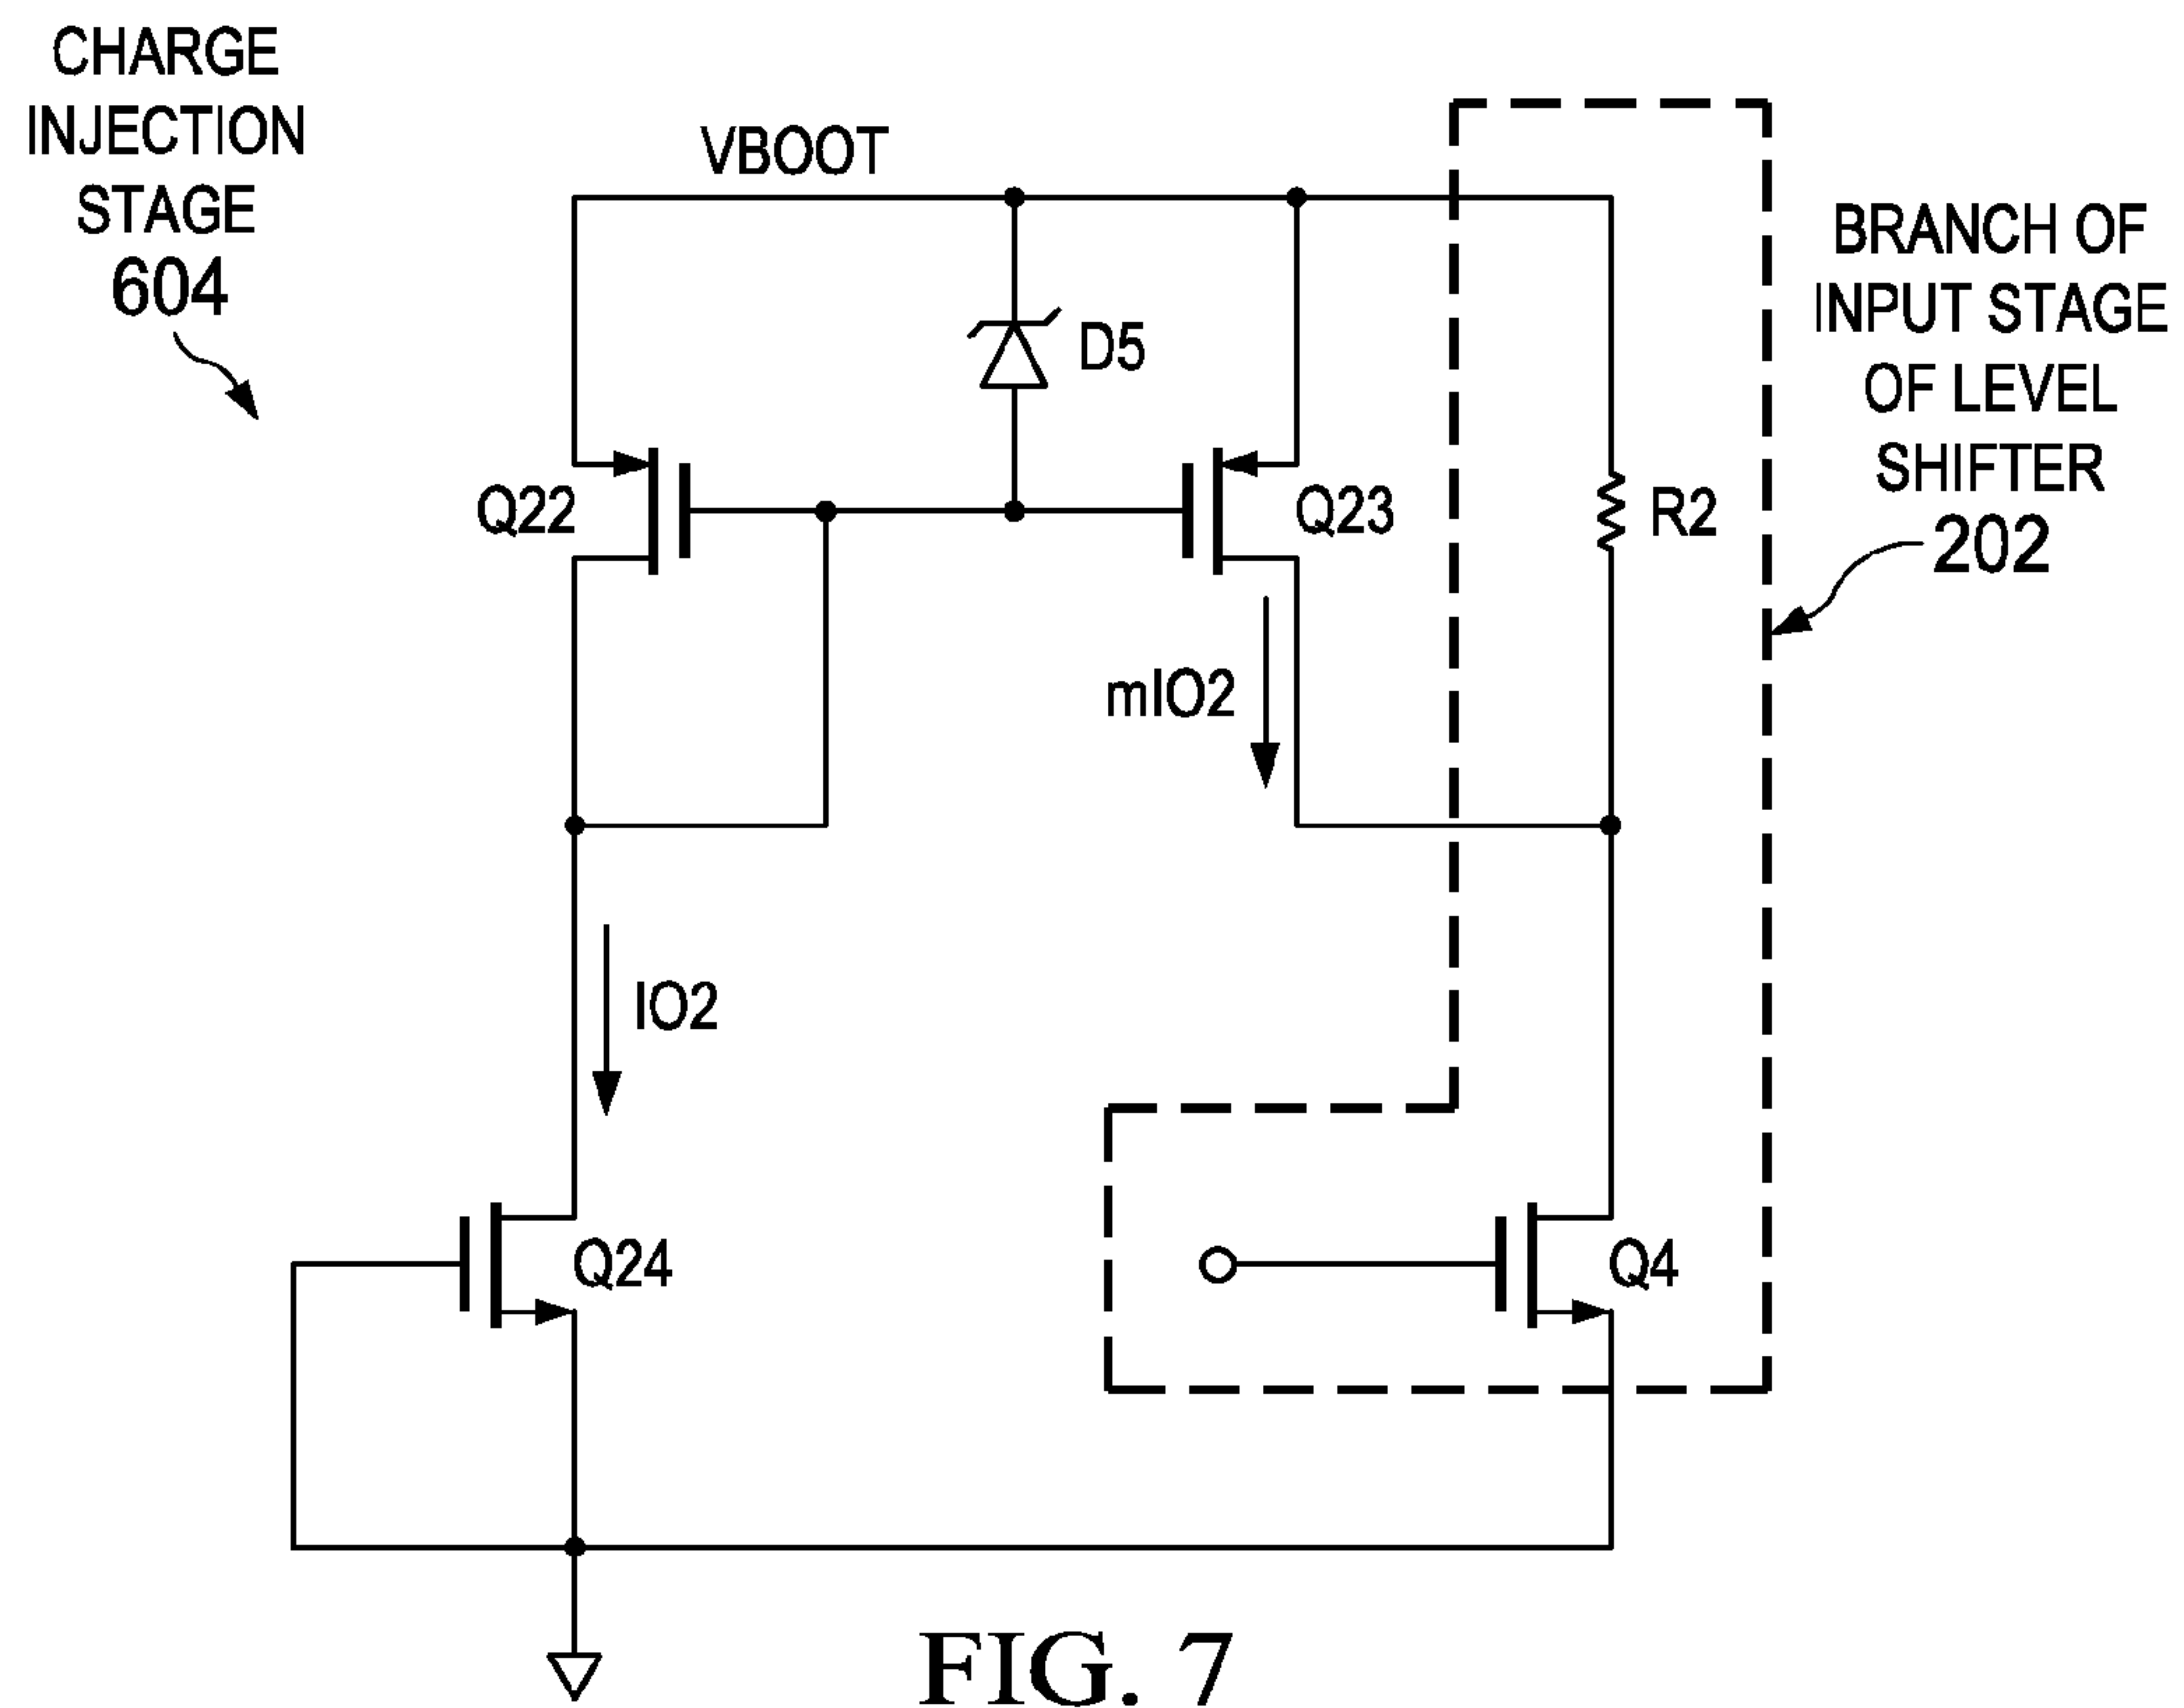 CHARGE
INJECTION
STAGE
604
VBOOT
BRANCH OF
INPUT STAGE
OF LEVEL
SHIFTER
202
D5
Q22
Q23
R2
mIO2
IO2
Q24
Q4
FIG. 7